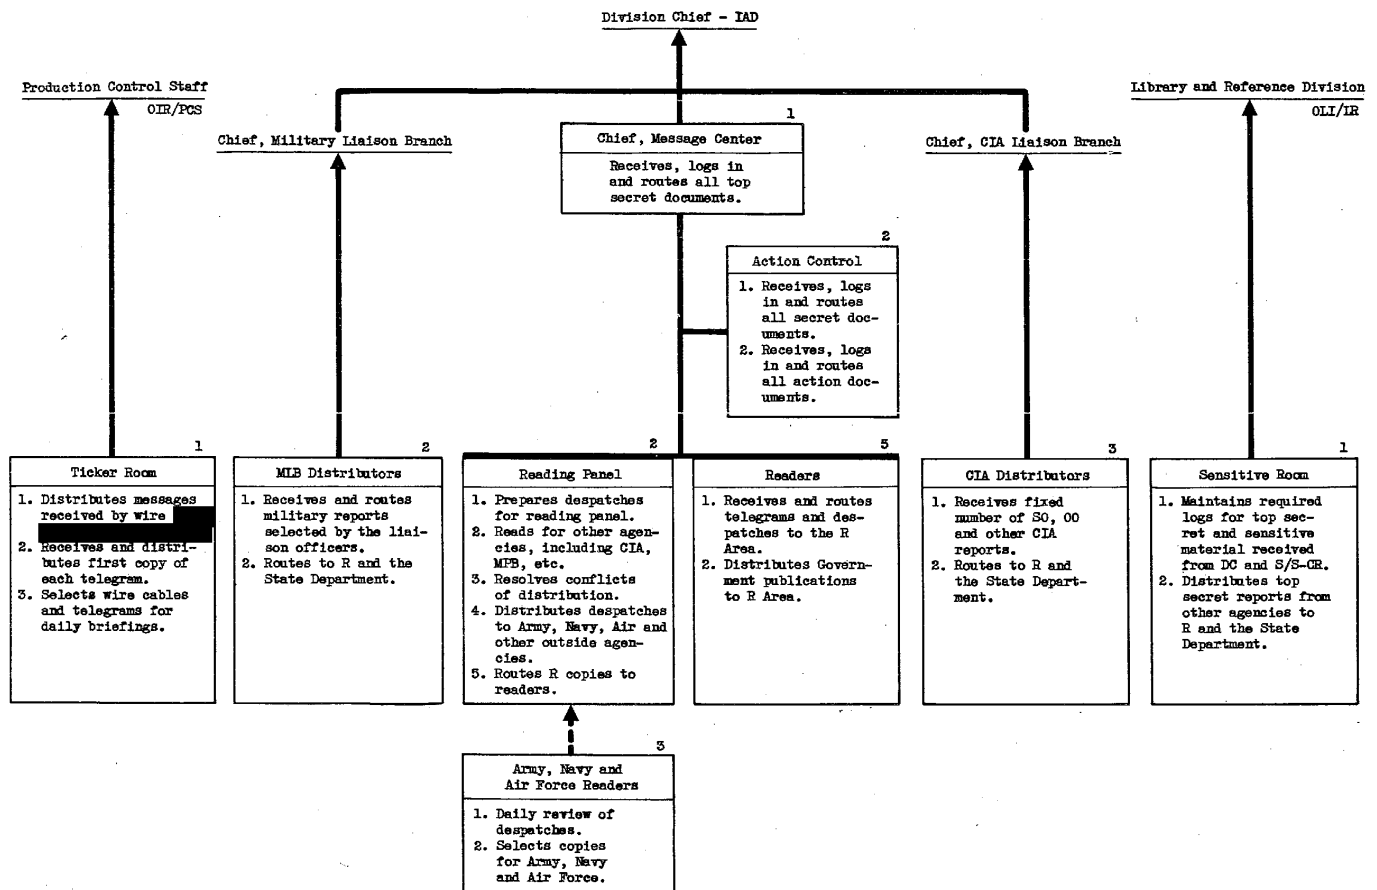 Division Chief - IAD
Production Control Staff
OIR/PCS
Library and Reference Division
OLI/IR
Chief, Military Liaison Branch
1
Chief, Message Center
Receives, logs in
and routes all top
secret documents.
Chief, CIA Liaison Branch
2
Action Control
1. Receives, logs
in and routes
all secret doc-
uments.
2. Receives, logs
in and routes
all action doc-
uments.
1
Ticker Room
1. Distributes messages
received by wire
2. Receives and distri-
butes first copy of
each telegram.
3. Selects wire cables
and telegrams for
daily briefings.
2
MLB Distributors
1. Receives and routes
military reports
selected by the liai-
son officers.
2. Routes to R and the
State Department.
2
Reading Panel
1. Prepares despatches
for reading panel.
2. Reads for other agen-
cies, including CIA,
MPB, etc.
3. Resolves conflicts
of distribution.
4. Distributes despatches
to Army, Navy, Air and
other outside agen-
cies.
5. Routes R copies to
readers.
5
Readers
1. Receives and routes
telegrams and des-
patches to the R
Area.
2. Distributes Govern-
ment publications
to R Area.
3
CIA Distributors
1. Receives fixed
number of SO, OO
and other CIA
reports.
2. Routes to R and
the State Depart-
ment.
1
Sensitive Room
1. Maintains required
logs for top sec-
ret and sensitive
material received
from DC and S/S-CR.
2. Distributes top
secret reports from
other agencies to
R and the State
Department.
3
Army, Navy and
Air Force Readers
1. Daily review of
despatches.
2. Selects copies
for Army, Navy
and Air Force.